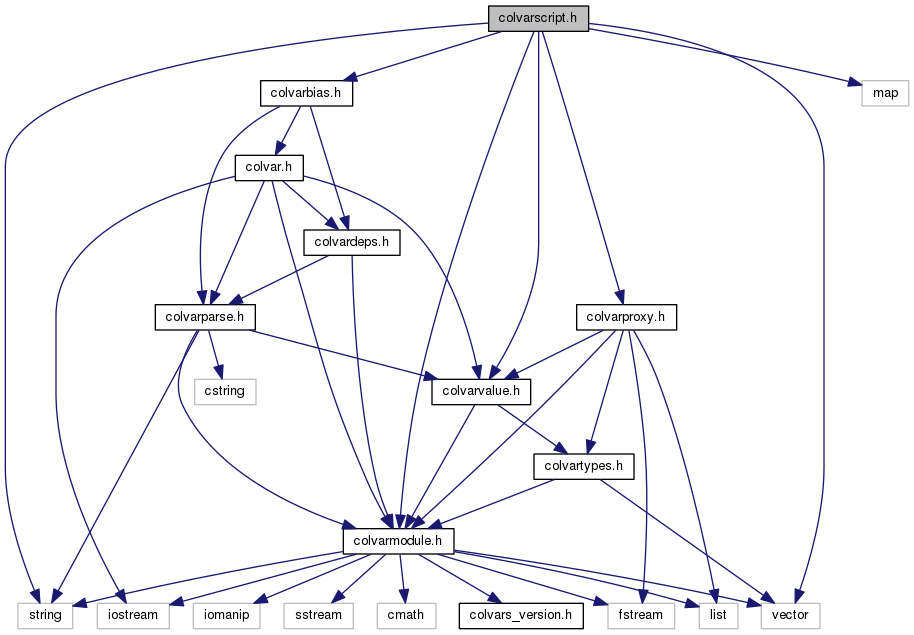 colvarscript.h
colvarbias.h
map
colvar.h
colvardeps.h
colvarparse.h
colvarproxy.h
cstring
colvarvalue.h
colvartypes.h
colvarmodule.h
string
iostream
iomanip
sstream
cmath
colvars_version.h
fstream
list
vector